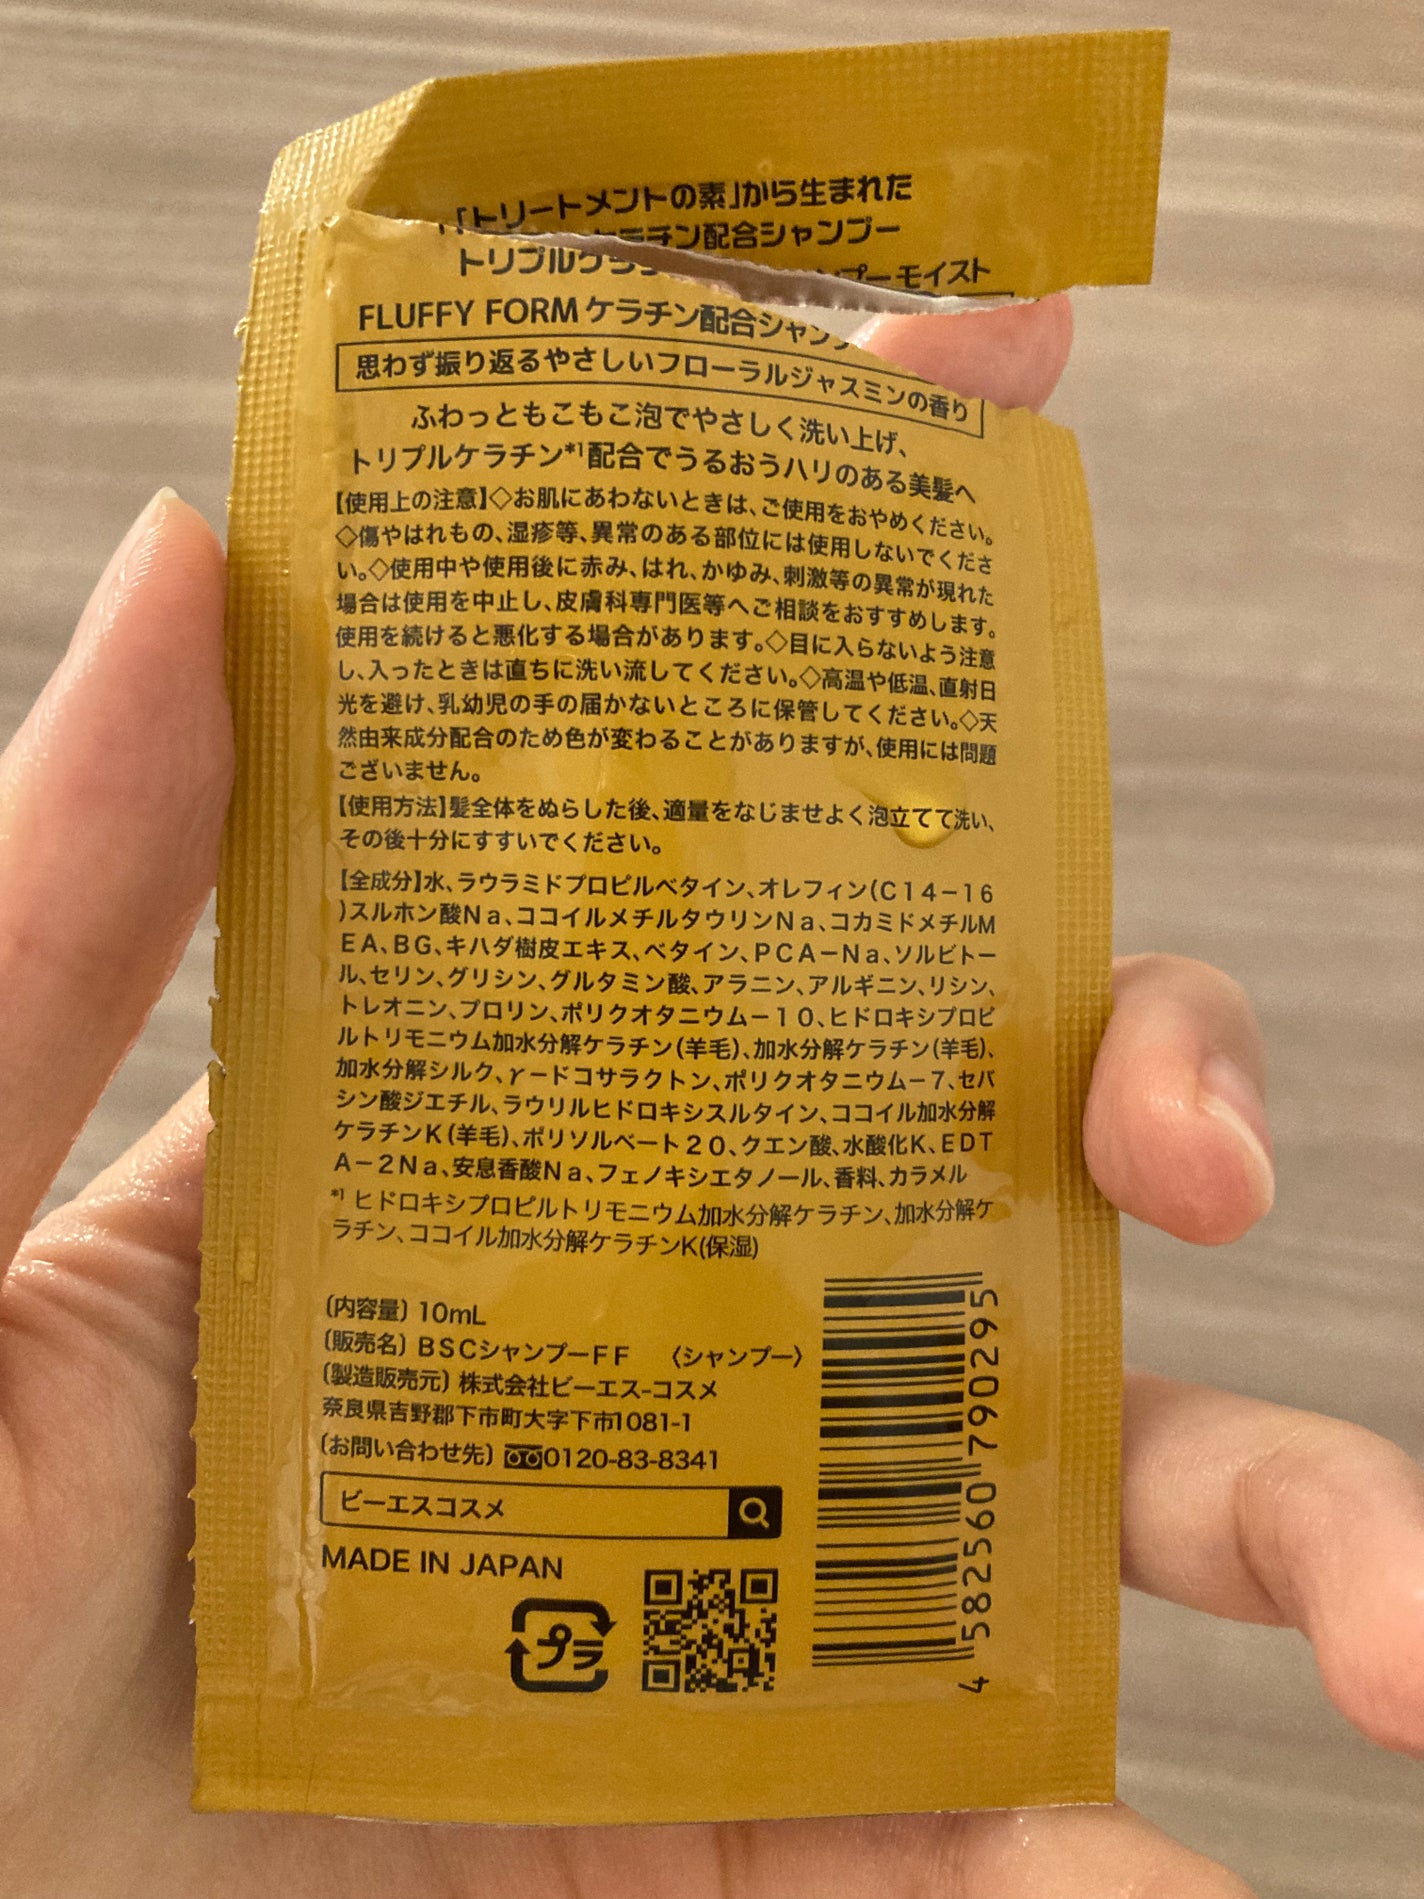 「トリートメントの素」から生まれた
ケラチン配合シャンプー
トリプルケラチン
プーモイスト
FLUFFY FORM ケラチン配合シャンプ
思わず振り返るやさしいフローラルジャスミンの香り
ふわっともこもこ泡でやさしく洗い上げ、
トリプルケラチン*1配合でうるおうハリのある美髪へ
【使用上の注意】◇お肌にあわないときは、ご使用をおやめください。
◇傷やはれもの、湿疹等、異常のある部位には使用しないでくださ
い。◇使用中や使用後に赤み、はれ、かゆみ、刺激等の異常が現れた
場合は使用を中止し、皮膚科専門医等へご相談をおすすめします。
使用を続けると悪化する場合があります。◇目に入らないよう注意
し、入ったときは直ちに洗い流してください。◇高温や低温、直射日
光を避け、乳幼児の手の届かないところに保管してください。◇天
然由来成分配合のため色が変わることがありますが、使用には問題
ございません。
【使用方法】髪全体をぬらした後、適量をなじませよく泡立てて洗い、
その後十分にすすいでください。
【全成分】水、ラウラミドプロピルベタイン、オレフィン(C14−16
)スルホン酸Na、ココイルメチルタウリンNa、コカミドメチルM
EA、BG、キハダ樹皮エキス、ベタイン、PCA−Na、ソルビトー
ル、セリン、グリシン、グルタミン酸、アラニン、アルギニン、リシン、
トレオニン、プロリン、ポリクオタニウム−10、ヒドロキシプロピ
ルトリモニウム加水分解ケラチン(羊毛)、加水分解ケラチン(羊毛)、
加水分解シルク、γ−ドコサラクトン、ポリクオタニウム−7、セバ
シン酸ジエチル、ラウリルヒドロキシスルタイン、ココイル加水分解
ケラチンK(羊毛)、ポリソルベート20、クエン酸、水酸化K、EDT
A−2Na、安息香酸Na、フェノキシエタノール、香料、カラメル
*1 ヒドロキシプロピルトリモニウム加水分解ケラチン、加水分解ケ
ラチン、ココイル加水分解ケラチンK(保湿)
〔内容量〕10mL
〔販売名〕BSCシャンプーFF 〈シャンプー〉
〔製造販売元〕株式会社ビーエス-コスメ
奈良県吉野郡下市町大字下市1081-1
〔お問い合わせ先〕0120-83-8341
ビーエスコスメ
MADE IN JAPAN
プラ
4 582560 790295